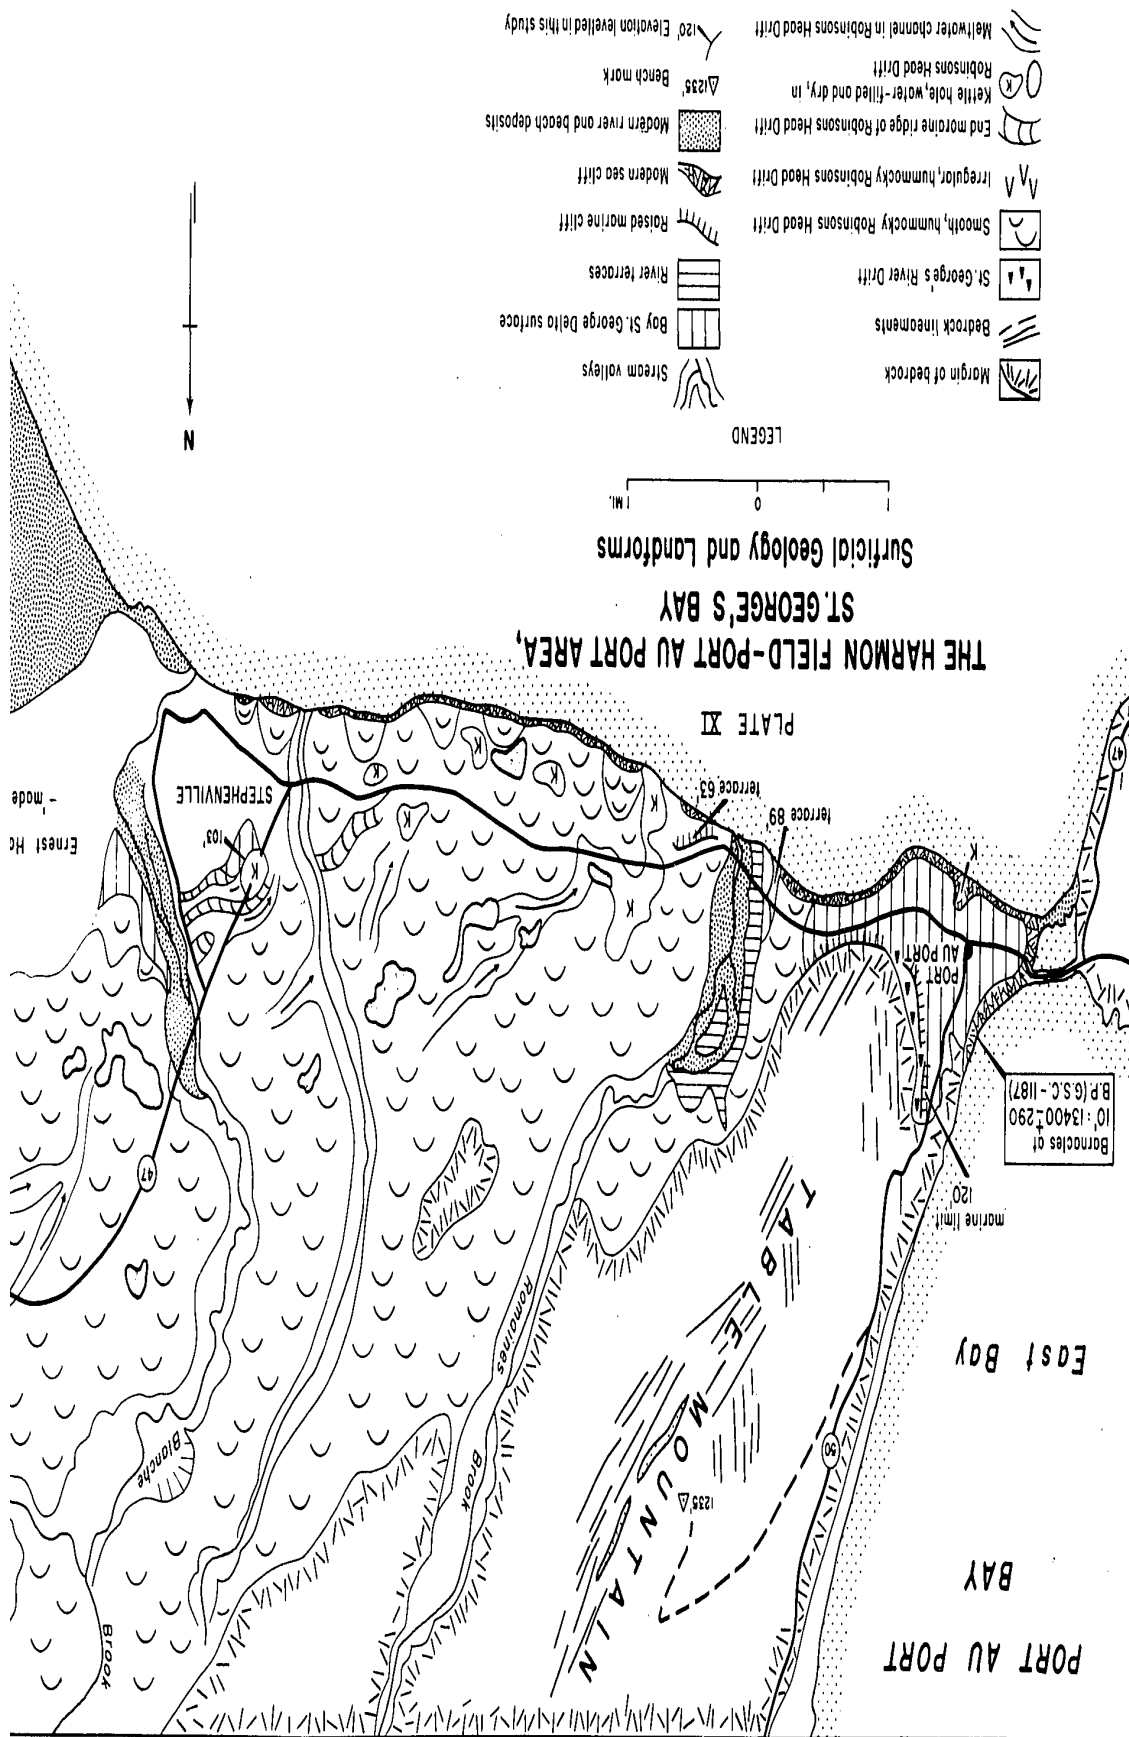 PORT AU PORT
BAY
East Bay
TABLE MOUNTAIN
1235'
50
Brook
Blanche
Romaines
Brook
47
marine limit
120'
Barnacles at
10': 13400±290
B.P. (G.S.C.-1187)
PORT
AU PORT
K
terrace 89'
terrace 63'
K
K
K
K
K
K
K
103'
STEPHENVILLE
Ernest Ha
- made
47
PLATE XI
THE HARMON FIELD-PORT AU PORT AREA,
ST. GEORGE'S BAY
Surficial Geology and Landforms
1 0 1 MI.
LEGEND
Margin of bedrock
Bedrock lineaments
St. George's River Drift
Smooth, hummocky Robinsons Head Drift
Irregular, hummocky Robinsons Head Drift
End moraine ridge of Robinsons Head Drift
K
Kettle hole, water-filled and dry, in
Robinsons Head Drift
Meltwater channel in Robinsons Head Drift
Stream valleys
Bay St. George Delta surface
River terraces
Raised marine cliff
Modern sea cliff
Modern river and beach deposits
1235'
Bench mark
120'
Elevation levelled in this study
N